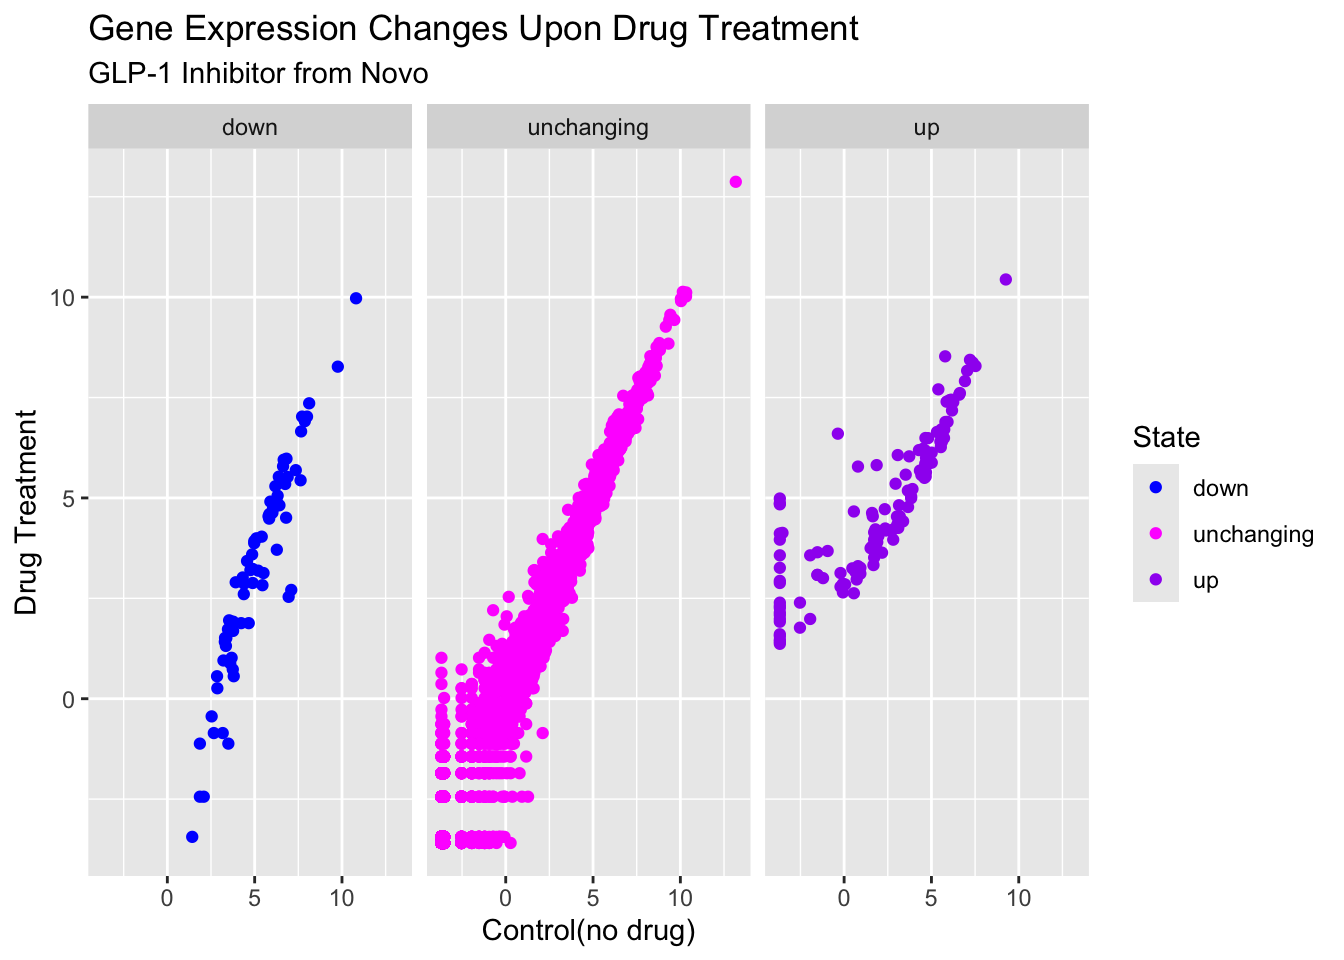 Gene Expression Changes Upon Drug Treatment
GLP-1 Inhibitor from Novo
down
unchanging
up
Drug Treatment
10
5
0
0 5 10
0 5 10
0 5 10
Control(no drug)
State
down
unchanging
up